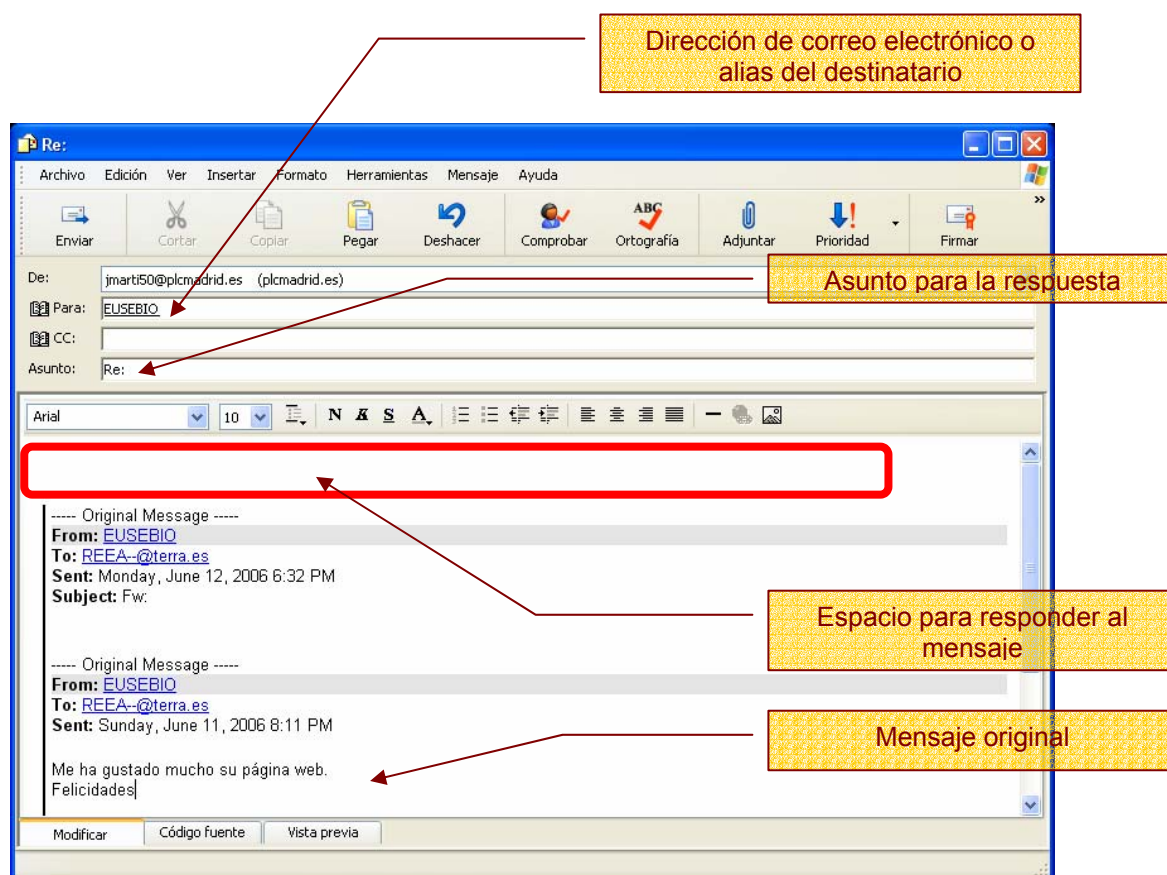 Dirección de correo electrónico o
alias del destinatario
Re:
Archivo Edición Ver Insertar Formato Herramientas Mensaje Ayuda
Enviar Cortar Copiar Pegar Deshacer Comprobar ABC Ortografía Adjuntar Prioridad Firmar
De: jmarti50@plcmadrid.es (plcmadrid.es)
Asunto para la respuesta
Para: EUSEBIO
CC:
Asunto: Re:
Arial 10 N K S A
----- Original Message -----
From: EUSEBIO
To: REEA--@terra.es
Sent: Monday, June 12, 2006 6:32 PM
Subject: Fw:
Espacio para responder al
mensaje
----- Original Message -----
From: EUSEBIO
To: REEA--@terra.es
Sent: Sunday, June 11, 2006 8:11 PM
Mensaje original
Me ha gustado mucho su página web.
Felicidades
Modificar Código fuente Vista previa